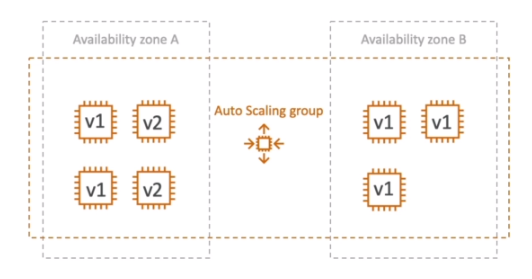 Availability zone A
Availability zone B
Auto Scaling group
v1 v2
v1 v1
v1 v2
v1